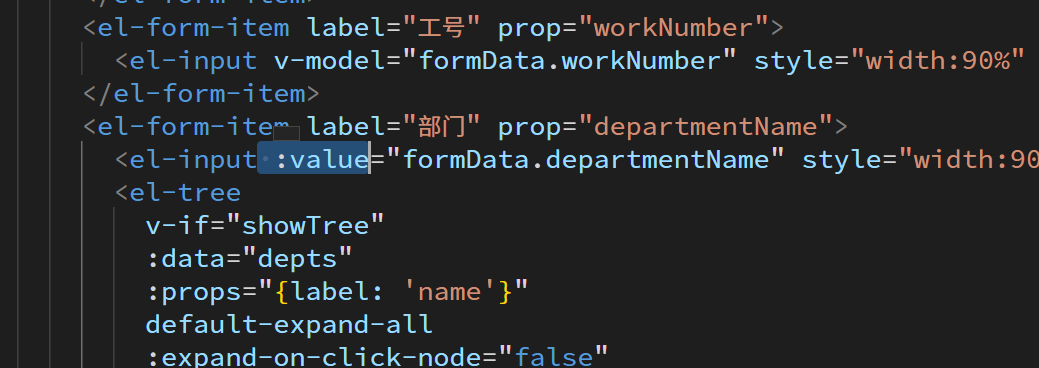 </el-form-item>
<el-form-item label="工号" prop="workNumber">
<el-input v-model="formData.workNumber" style="width:90%"
</el-form-item>
<el-form-item label="部门" prop="departmentName">
<el-input :value="formData.departmentName" style="width:90
<el-tree
v-if="showTree"
:data="depts"
:props="{label: 'name'}"
default-expand-all
:expand-on-click-node="false"